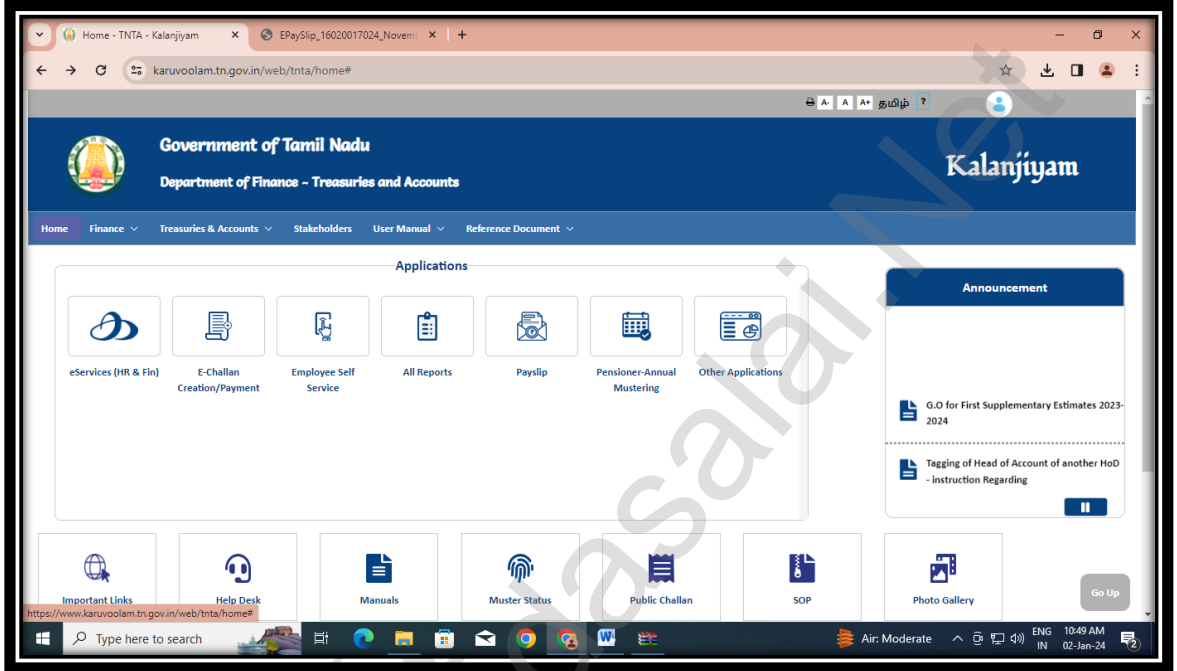 Home - TNTA - Kalanjiyam
EPaySlip_16020017024_Novem
karuvoolam.tn.gov.in/web/tnta/home#
A- A A+ தமிழ் ?
Government of Tamil Nadu
Department of Finance - Treasuries and Accounts
Kalanjiyam
Home Finance Treasuries & Accounts Stakeholders User Manual Reference Document
Applications
eServices (HR & Fin)
E-Challan
Creation/Payment
Employee Self
Service
All Reports
Payslip
Pensioner-Annual
Mustering
Other Applications
Announcement
G.O for First Supplementary Estimates 2023-
2024
Tagging of Head of Account of another HoD
- instruction Regarding
Important Links
Help Desk
Manuals
Muster Status
Public Challan
SOP
Photo Gallery
Go Up
https://www.karuvoolam.tn.gov.in/web/tnta/home#
Type here to search
Air: Moderate
ENG
IN
10:49 AM
02-Jan-24
2
dasalai.Net